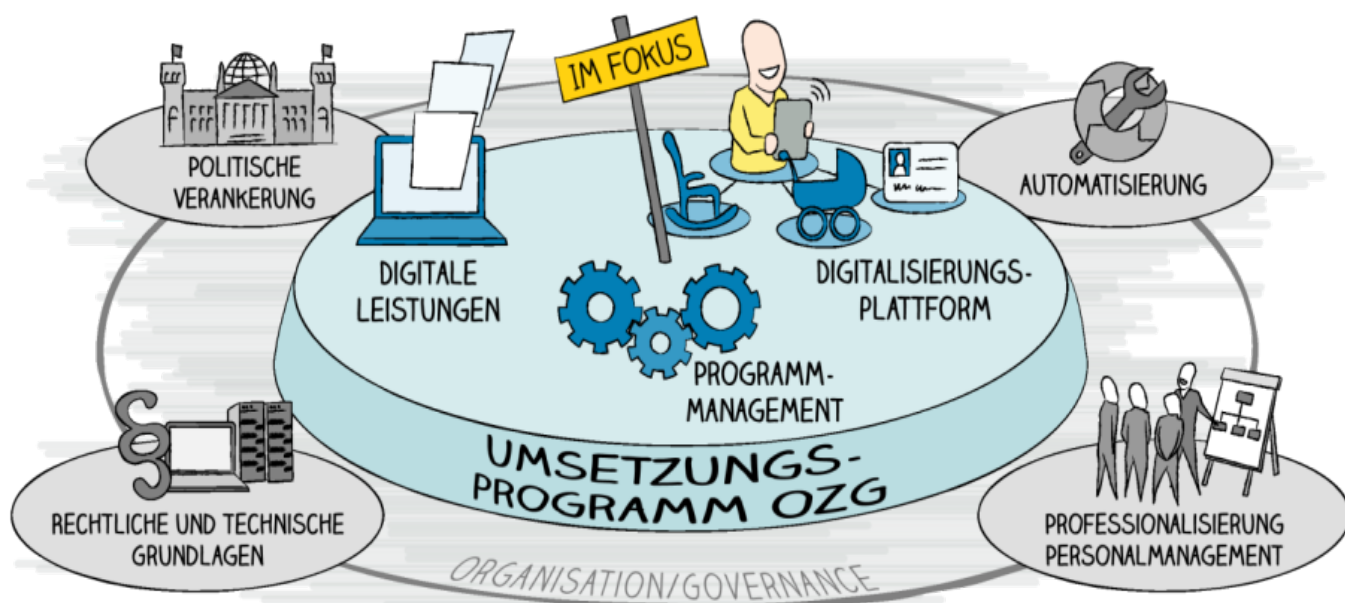 IM FOKUS
POLITISCHE
VERANKERUNG
AUTOMATISIERUNG
DIGITALE
LEISTUNGEN
DIGITALISIERUNGS-
PLATTFORM
PROGRAMM-
MANAGEMENT
UMSETZUNGS-
PROGRAMM OZG
RECHTLICHE UND TECHNISCHE
GRUNDLAGEN
PROFESSIONALISIERUNG
PERSONALMANAGEMENT
ORGANISATION/GOVERNANCE